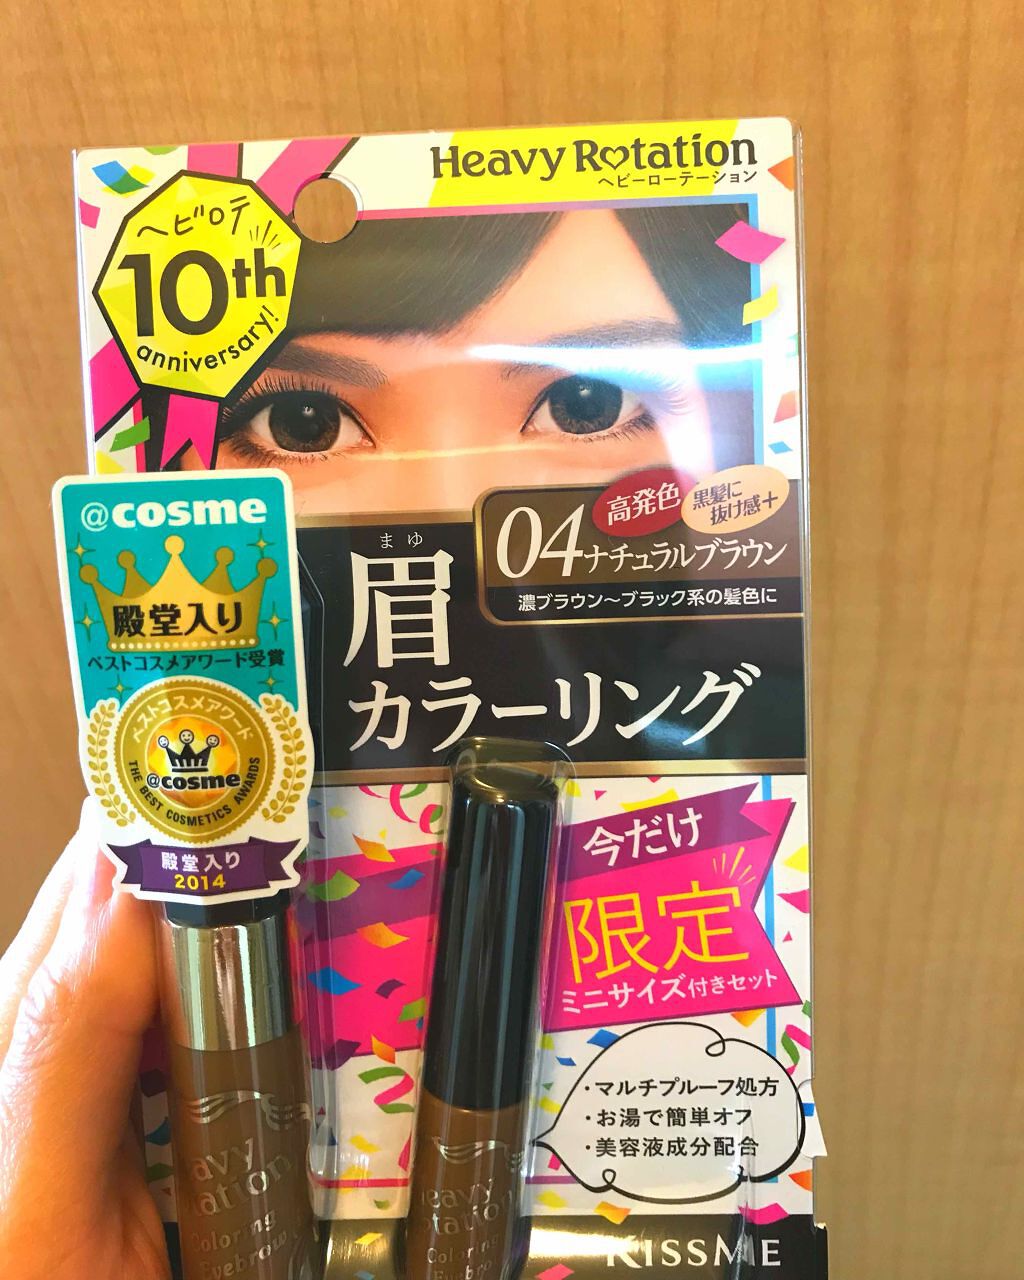 Heavy Rotation
ヘビーローテーション
ヘビロテ
10th
anniversary!
@cosme
殿堂入り
ベストコスメアワード受賞
ベストコスメアワード
@cosme
THE BEST COSMETICS AWARDS
殿堂入り
2014
高発色
黒髪に
抜け感+
04ナチュラルブラウン
濃ブラウン〜ブラック系の髪色に
まゆ
眉
カラーリング
今だけ
限定
ミニサイズ付きセット
・マルチプルーフ処方
・お湯で簡単オフ
・美容液成分配合
Coloring
Eyebrow
Coloring
KISSME